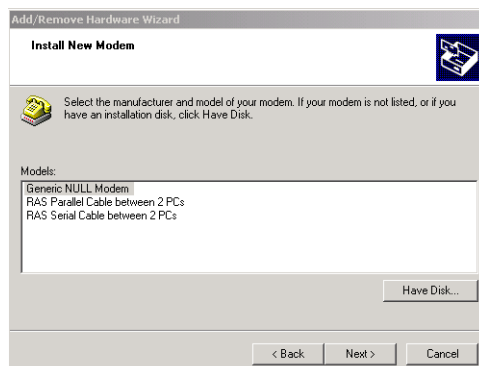 Add/Remove Hardware Wizard
Install New Modem
Select the manufacturer and model of your modem. If your modem is not listed, or if you
have an installation disk, click Have Disk.
Models:
Generic NULL Modem
RAS Parallel Cable between 2 PCs
RAS Serial Cable between 2 PCs
Have Disk...
< Back
Next >
Cancel